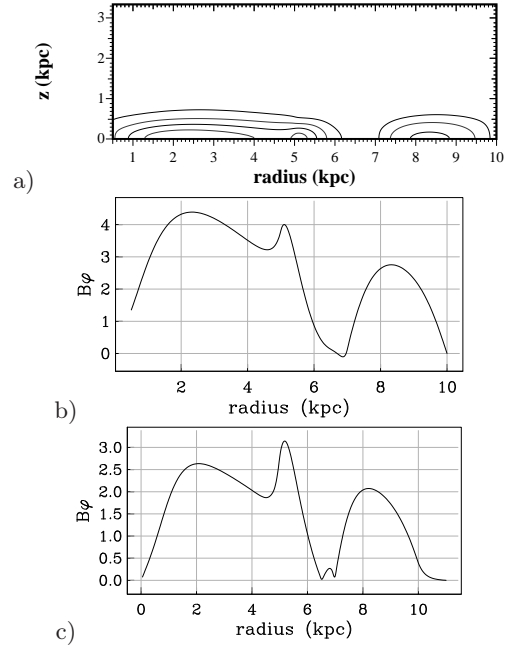 z (kpc)
3
2
1
0
1 2 3 4 5 6 7 8 9 10
radius (kpc)
a)
Bφ
4
3
2
1
0
2 4 6 8 10
radius (kpc)
b)
Bφ
3.0
2.5
2.0
1.5
1.0
0.5
0.0
0 2 4 6 8 10
radius (kpc)
c)